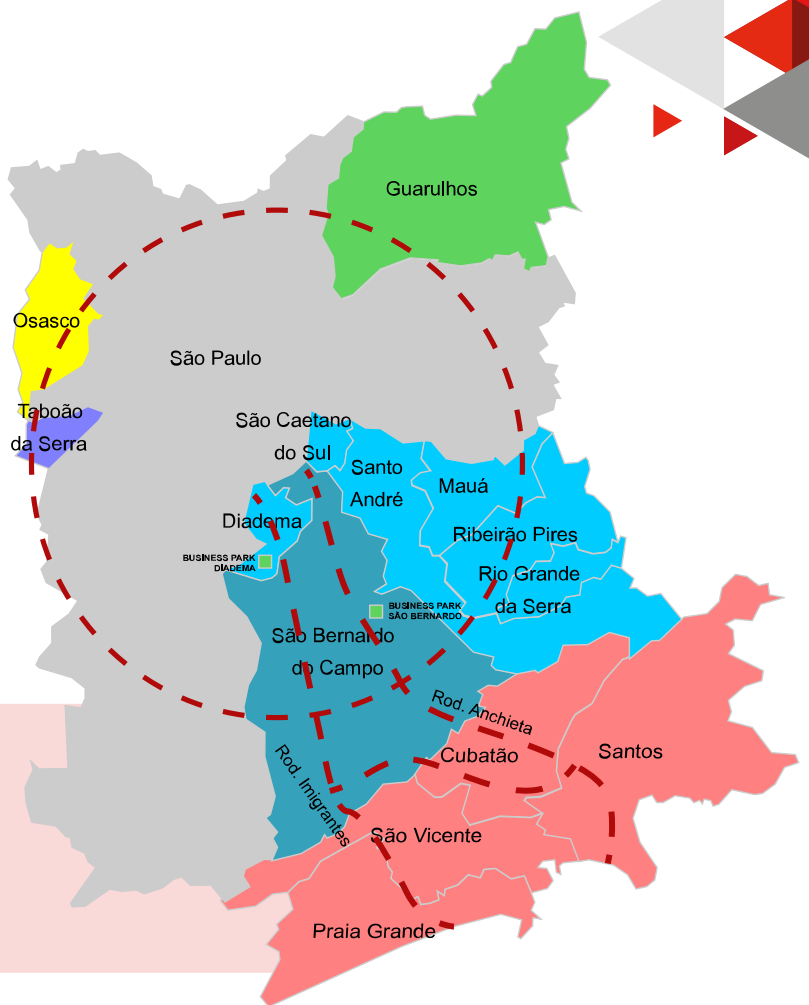 Guarulhos
Osasco
São Paulo
Taboão
da Serra
São Caetano
do Sul
Santo
André
Mauá
Diadema
Ribeirão Pires
BUSINESS PARK
DIADEMA
Rio Grande
da Serra
BUSINESS PARK
SÃO BERNARDO
São Bernardo
do Campo
Rod. Anchieta
Cubatão
Santos
Rod. Imigrantes
São Vicente
Praia Grande